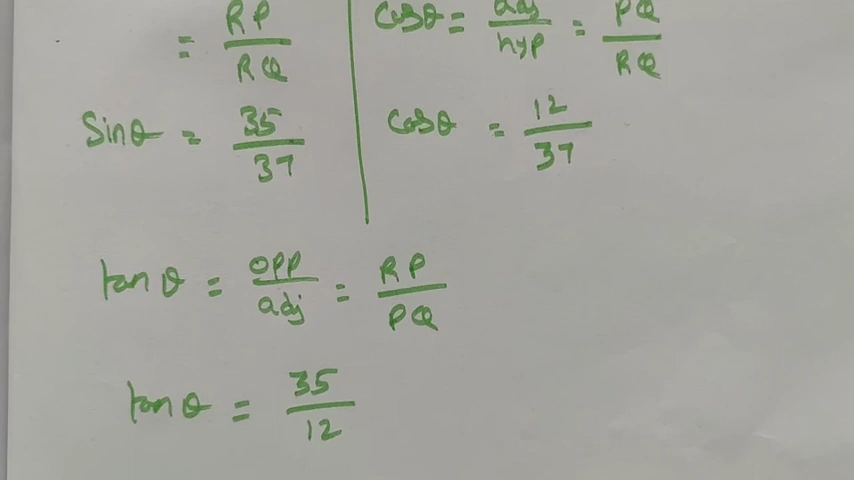 = RP/RQ
Sinθ = 35/37
Cosθ = adj/hyp = PQ/RQ
Cosθ = 12/37
tanθ = opp/adj = RP/PQ
tanθ = 35/12